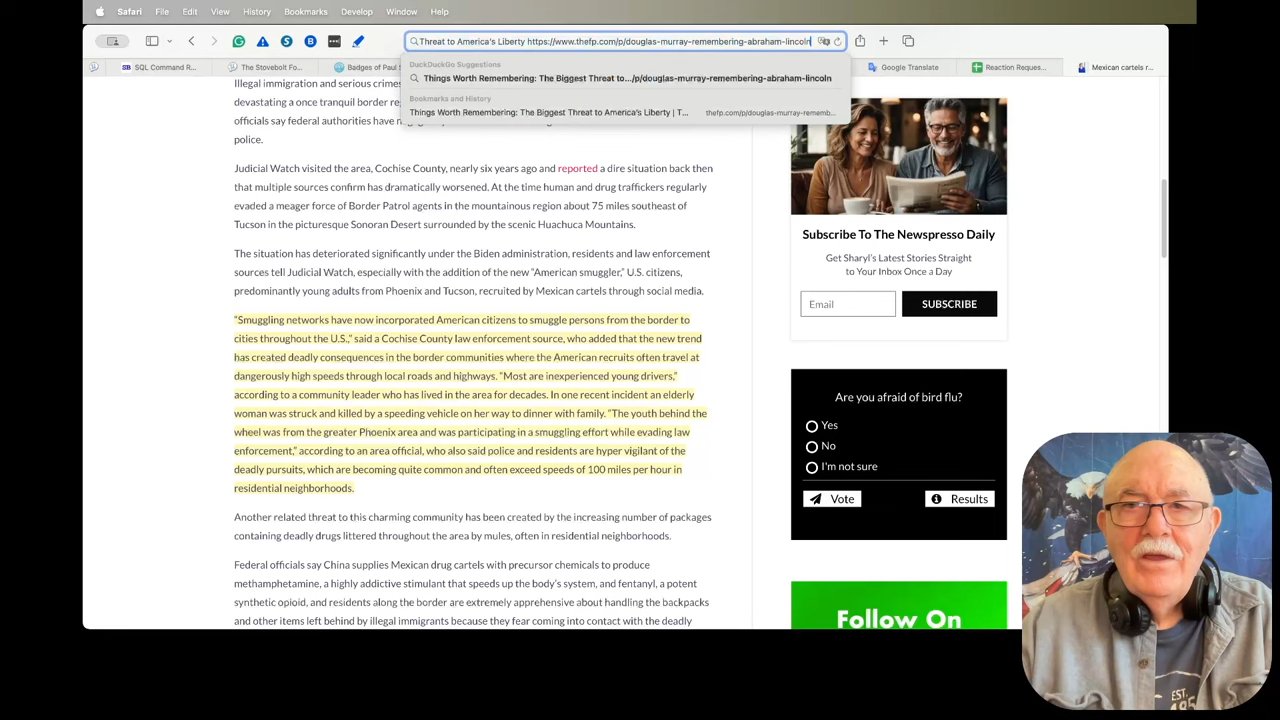 Safari File Edit View History Bookmarks Develop Window Help
Threat to America's Liberty https://www.thefp.com/p/douglas-murray-remembering-abraham-lincoln
DuckDuckGo Suggestions
Things Worth Remembering: The Biggest Threat to.../p/douglas-murray-remembering-abraham-lincoln
Bookmarks and History
Things Worth Remembering: The Biggest Threat to America's Liberty | T... thefp.com/p/douglas-murray-rememb...
SQL Command R...
The Stovebolt Fo...
Badges of Paul S
Google Translate
Reaction Reques...
Mexican cartels r...
Illegal immigration and serious crimes
devastating a once tranquil border re
officials say federal authorities have
police.
Judicial Watch visited the area, Cochise County, nearly six years ago and reported a dire situation back then
that multiple sources confirm has dramatically worsened. At the time human and drug traffickers regularly
evaded a meager force of Border Patrol agents in the mountainous region about 75 miles southeast of
Tucson in the picturesque Sonoran Desert surrounded by the scenic Huachuca Mountains.
The situation has deteriorated significantly under the Biden administration, residents and law enforcement
sources tell Judicial Watch, especially with the addition of the new “American smuggler,” U.S. citizens,
predominantly young adults from Phoenix and Tucson, recruited by Mexican cartels through social media.
“Smuggling networks have now incorporated American citizens to smuggle persons from the border to
cities throughout the U.S.,” said a Cochise County law enforcement source, who added that the new trend
has created deadly consequences in the border communities where the American recruits often travel at
dangerously high speeds through local roads and highways. “Most are inexperienced young drivers,”
according to a community leader who has lived in the area for decades. In one recent incident an elderly
woman was struck and killed by a speeding vehicle on her way to dinner with family. “The youth behind the
wheel was from the greater Phoenix area and was participating in a smuggling effort while evading law
enforcement,” according to an area official, who also said police and residents are hyper vigilant of the
deadly pursuits, which are becoming quite common and often exceed speeds of 100 miles per hour in
residential neighborhoods.
Another related threat to this charming community has been created by the increasing number of packages
containing deadly drugs littered throughout the area by mules, often in residential neighborhoods.
Federal officials say China supplies Mexican drug cartels with precursor chemicals to produce
methamphetamine, a highly addictive stimulant that speeds up the body’s system, and fentanyl, a potent
synthetic opioid, and residents along the border are extremely apprehensive about handling the backpacks
and other items left behind by illegal immigrants because they fear coming into contact with the deadly
Subscribe To The Newspresso Daily
Get Sharyl’s Latest Stories Straight
to Your Inbox Once a Day
Email SUBSCRIBE
Are you afraid of bird flu?
Yes
No
I'm not sure
Vote Results
Follow On
EST.